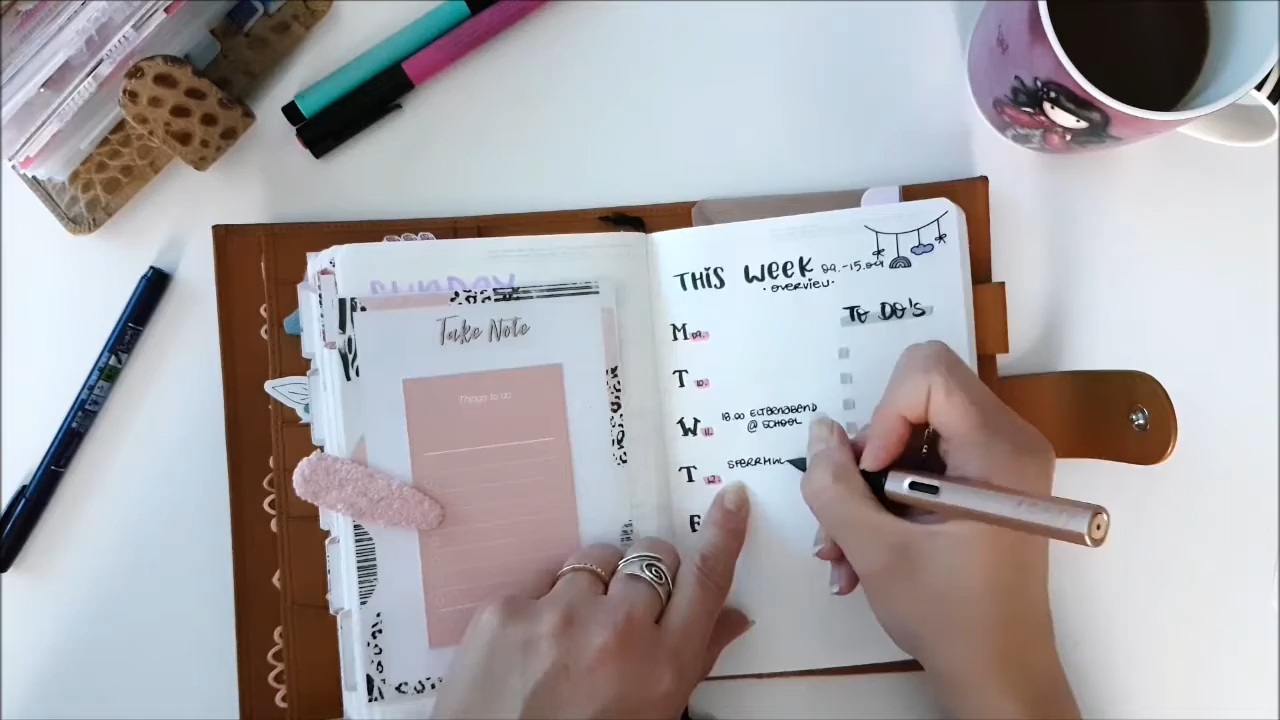 Take Note
Things to do
THIS WEEK 09.-15.09
·overview·
TO DO'S
M 09.
T 10.
W 11. 18.00 ELTERNABEND
@ SCHOOL
T 12. SPERRMÜ
F